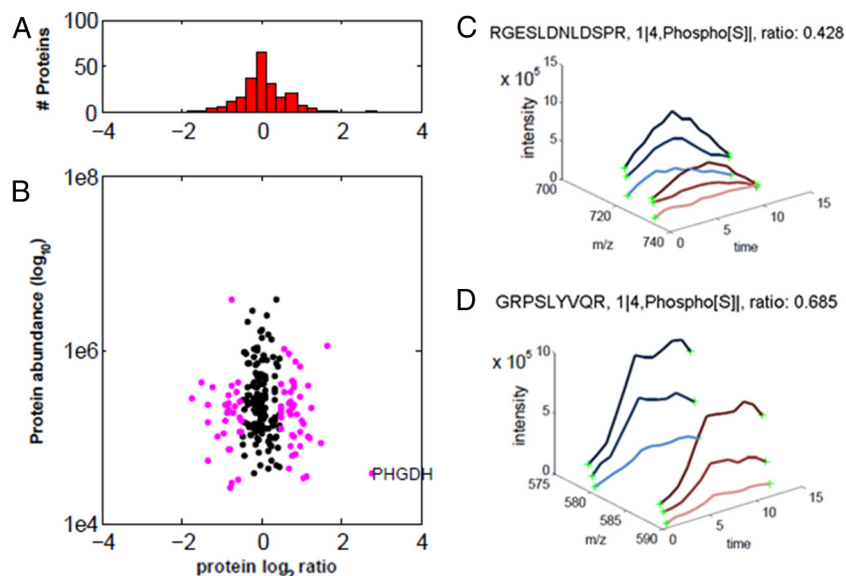 A
# Proteins
100
50
0
−4
−2
0
2
4
B
Protein abundance (log10)
1e8
1e6
1e4
PHGDH
−4
−2
0
2
4
protein log2 ratio
C
RGESLDNLDSPR, 1|4,Phospho[S]|, ratio: 0.428
x 10^5
intensity
15
10
5
0
700
720
740
m/z
0
5
10
15
time
D
GRPSLYVQR, 1|4,Phospho[S]|, ratio: 0.685
x 10^5
intensity
10
5
0
575
580
585
590
m/z
0
5
10
15
time